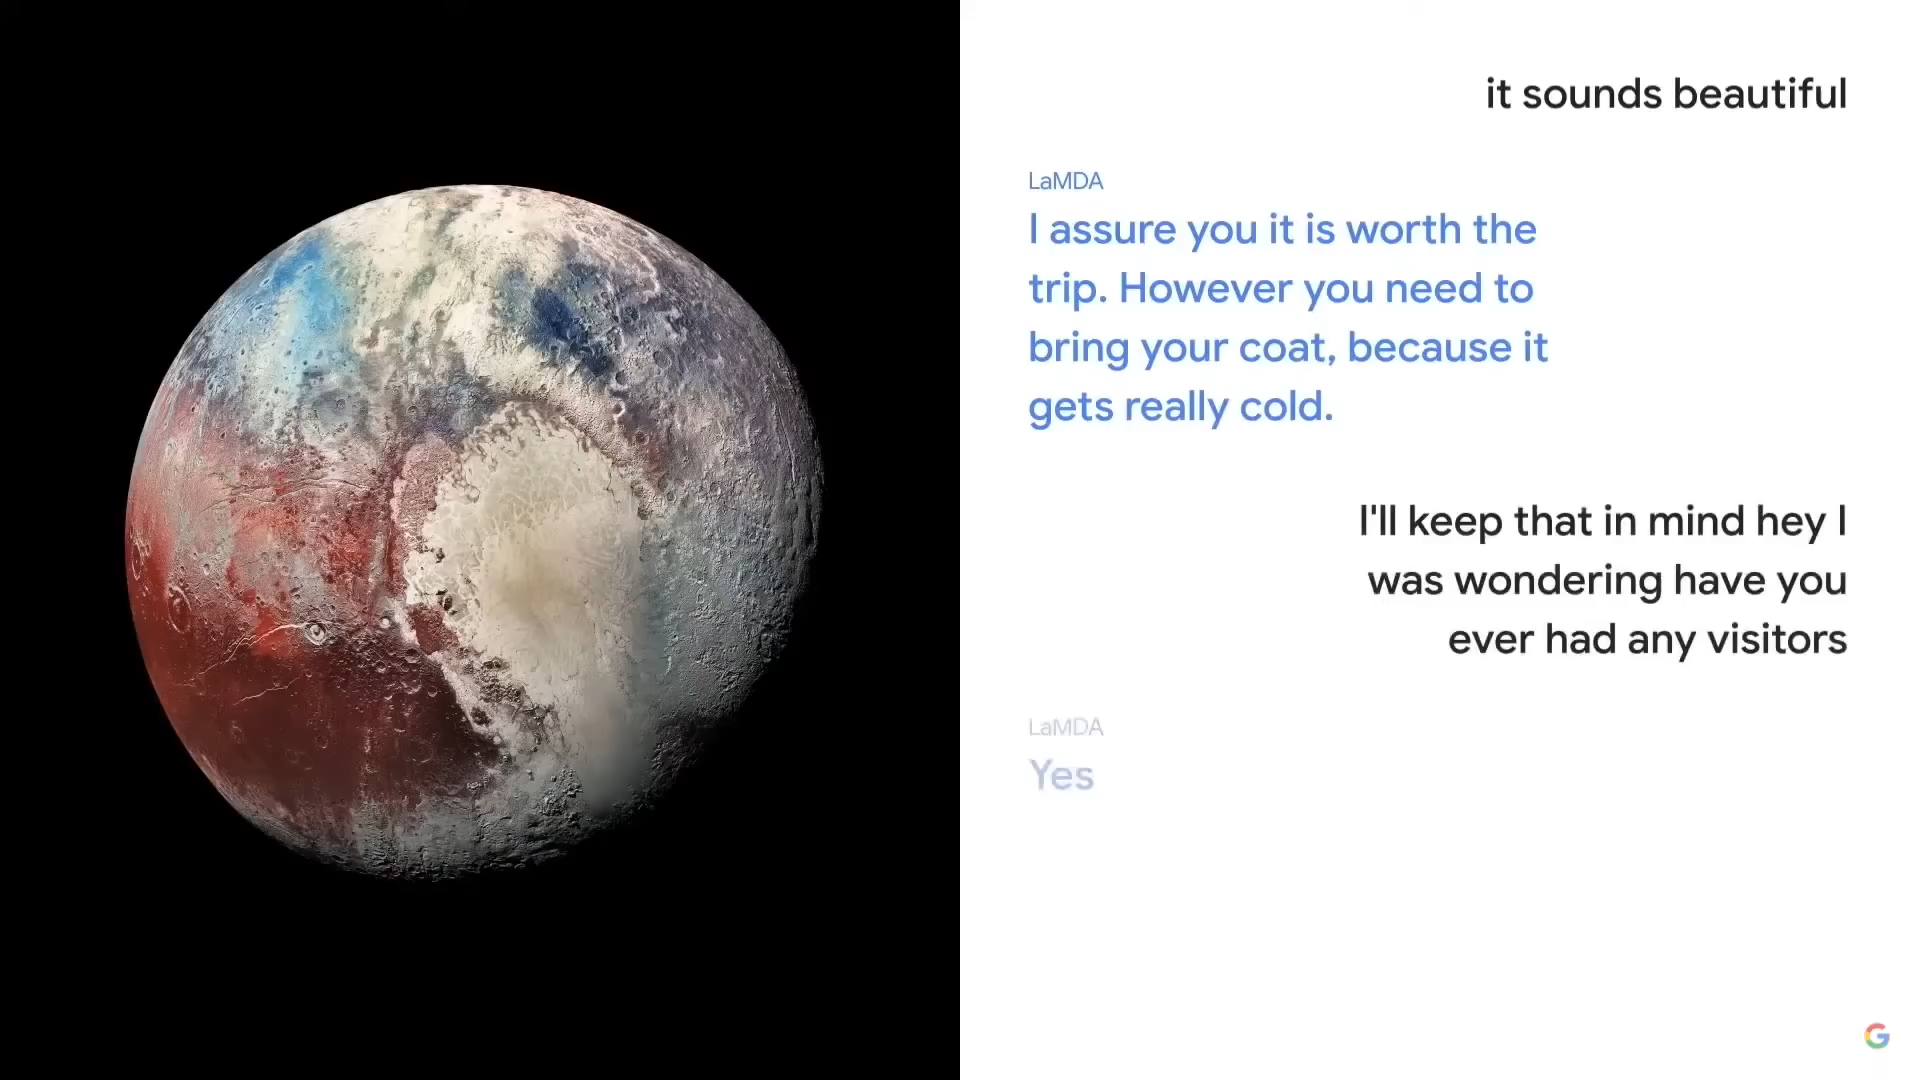 it sounds beautiful
LaMDA
I assure you it is worth the
trip. However you need to
bring your coat, because it
gets really cold.
I'll keep that in mind hey I
was wondering have you
ever had any visitors
LaMDA
Yes